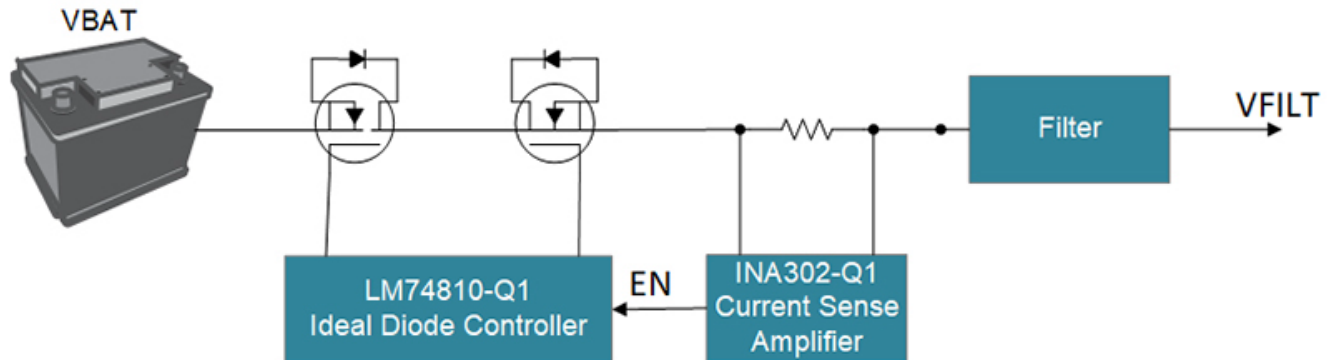 VBAT
Filter
VFILT
LM74810-Q1
Ideal Diode Controller
EN
INA302-Q1
Current Sense
Amplifier